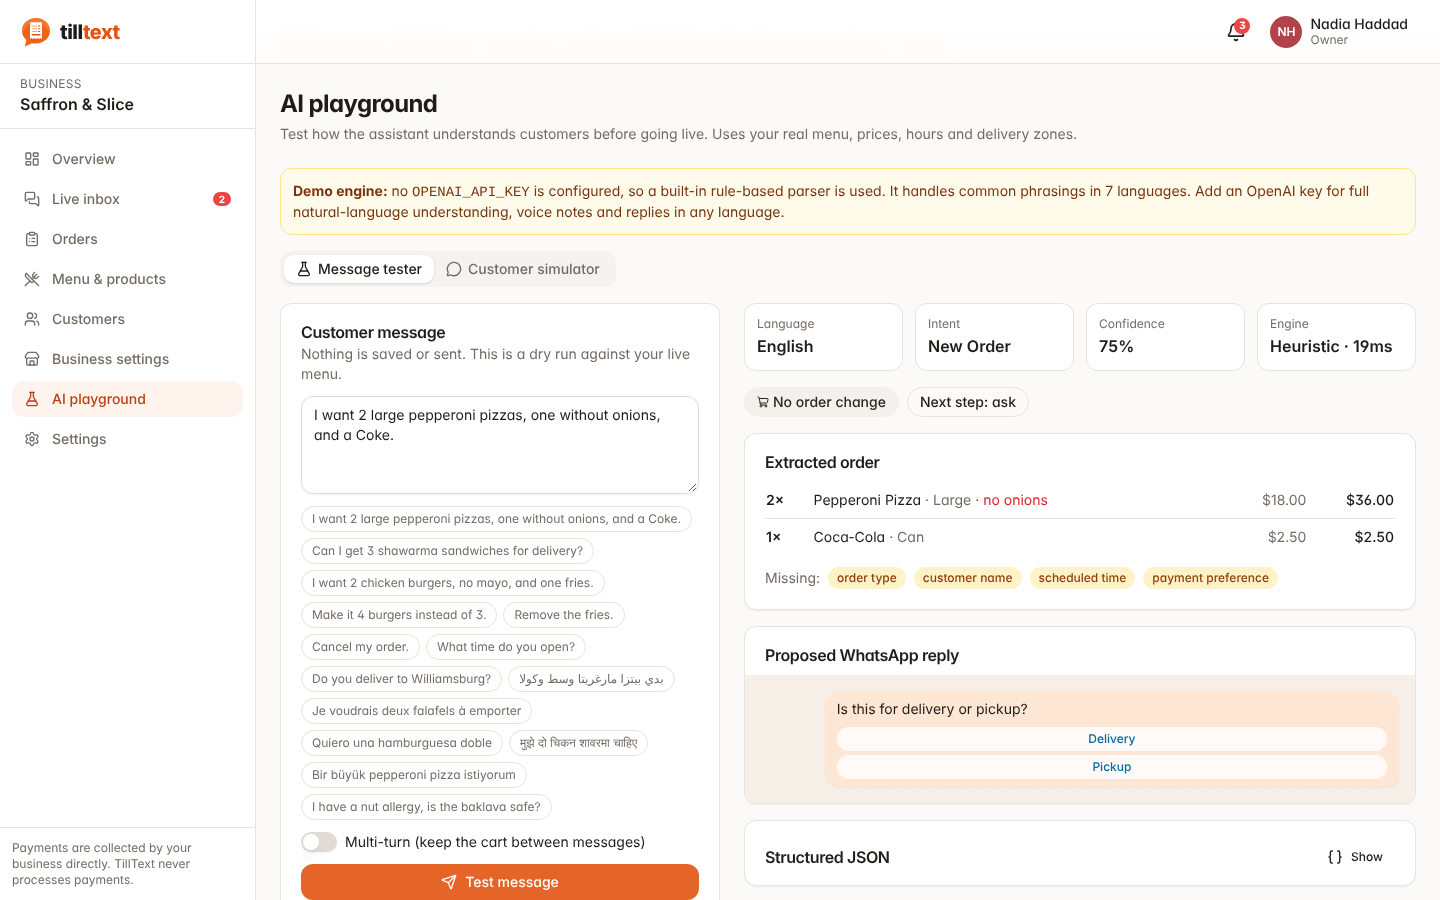 tilltext
3
NH
Nadia Haddad
Owner
BUSINESS
Saffron & Slice
Overview
Live inbox
2
Orders
Menu & products
Customers
Business settings
AI playground
Settings
Payments are collected by your
business directly. TillText never
processes payments.
AI playground
Test how the assistant understands customers before going live. Uses your real menu, prices, hours and delivery zones.
Demo engine: no OPENAI_API_KEY is configured, so a built-in rule-based parser is used. It handles common phrasings in 7 languages. Add an OpenAI key for full
natural-language understanding, voice notes and replies in any language.
Message tester
Customer simulator
Customer message
Nothing is saved or sent. This is a dry run against your live
menu.
I want 2 large pepperoni pizzas, one without onions,
and a Coke.
I want 2 large pepperoni pizzas, one without onions, and a Coke.
Can I get 3 shawarma sandwiches for delivery?
I want 2 chicken burgers, no mayo, and one fries.
Make it 4 burgers instead of 3.
Remove the fries.
Cancel my order.
What time do you open?
Do you deliver to Williamsburg?
بدي بيتزا مارغريتا وسط وكولا
Je voudrais deux falafels à emporter
Quiero una hamburguesa doble
मुझे दो चिकन शावरमा चाहिए
Bir büyük pepperoni pizza istiyorum
I have a nut allergy, is the baklava safe?
Multi-turn (keep the cart between messages)
Test message
Language
English
Intent
New Order
Confidence
75%
Engine
Heuristic · 19ms
No order change
Next step: ask
Extracted order
2× Pepperoni Pizza · Large · no onions $18.00 $36.00
1× Coca-Cola · Can $2.50 $2.50
Missing: order type customer name scheduled time payment preference
Proposed WhatsApp reply
Is this for delivery or pickup?
Delivery
Pickup
Structured JSON
{ } Show